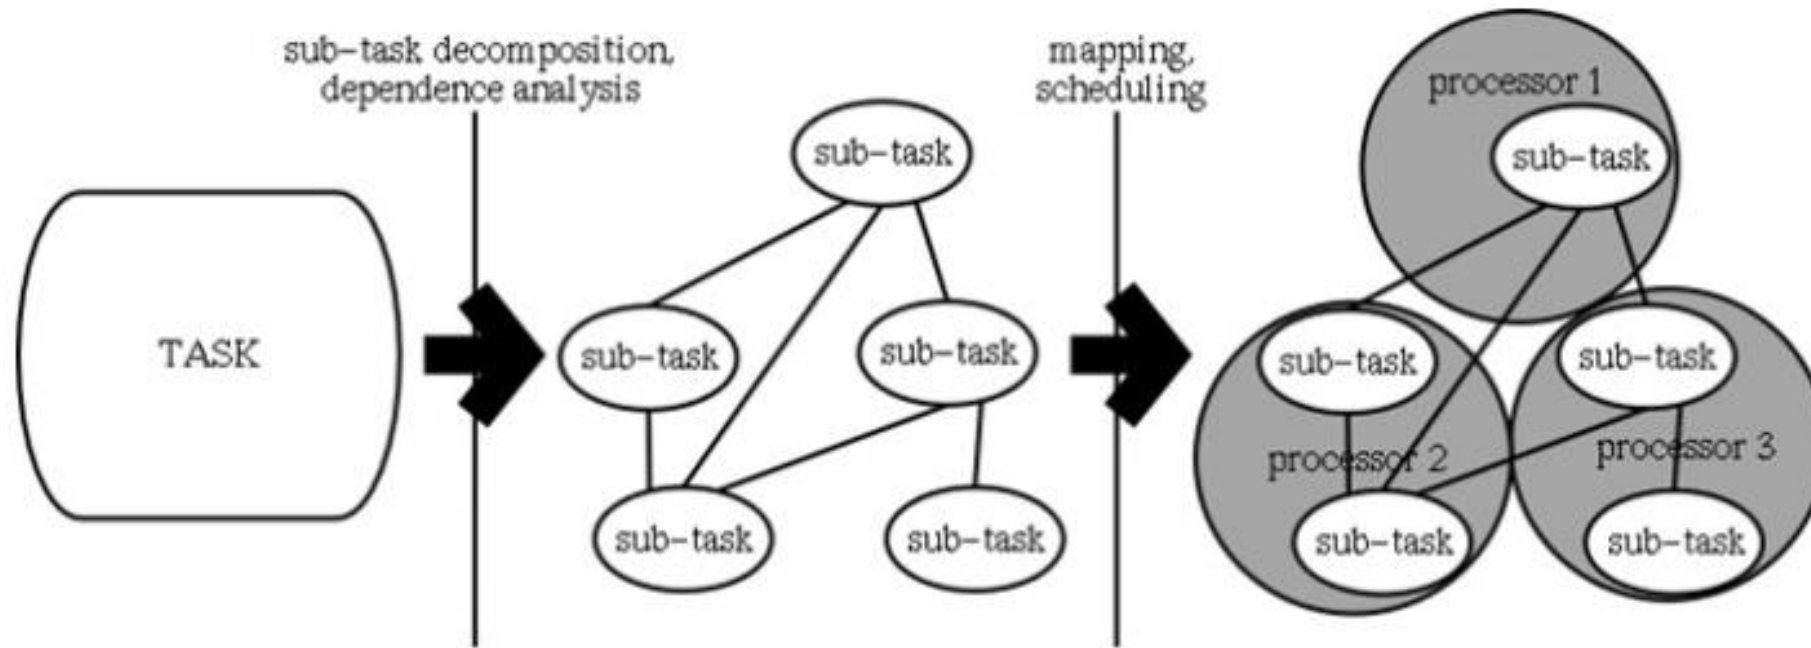 sub-task decomposition,
dependence analysis
mapping,
scheduling
TASK
sub-task
sub-task
sub-task
sub-task
sub-task
processor 1
sub-task
sub-task
sub-task
processor 2
processor 3
sub-task
sub-task